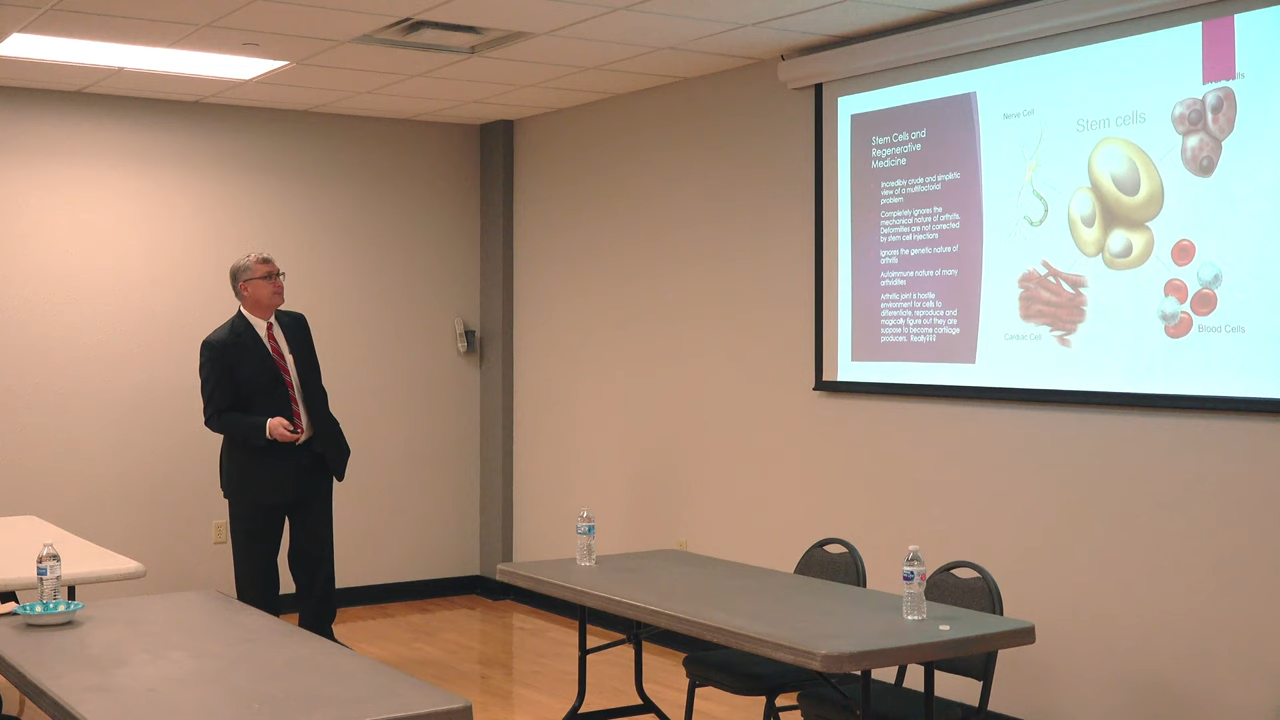 Stem Cells and
Regenerative
Medicine
Incredibly crude and simplistic
view of a multifactorial
problem
Completely ignores the
mechanical nature of arthritis.
Deformities are not corrected
by stem cell injections
Ignores the genetic nature of
arthritis
Autoimmune nature of many
arthridities
Arthritic joint is hostile
environment for cells to
differentiate, reproduce and
magically figure out they are
suppose to become cartilage
producers. Really???
Nerve Cell
Stem cells
Cells
Cardiac Cell
Blood Cells